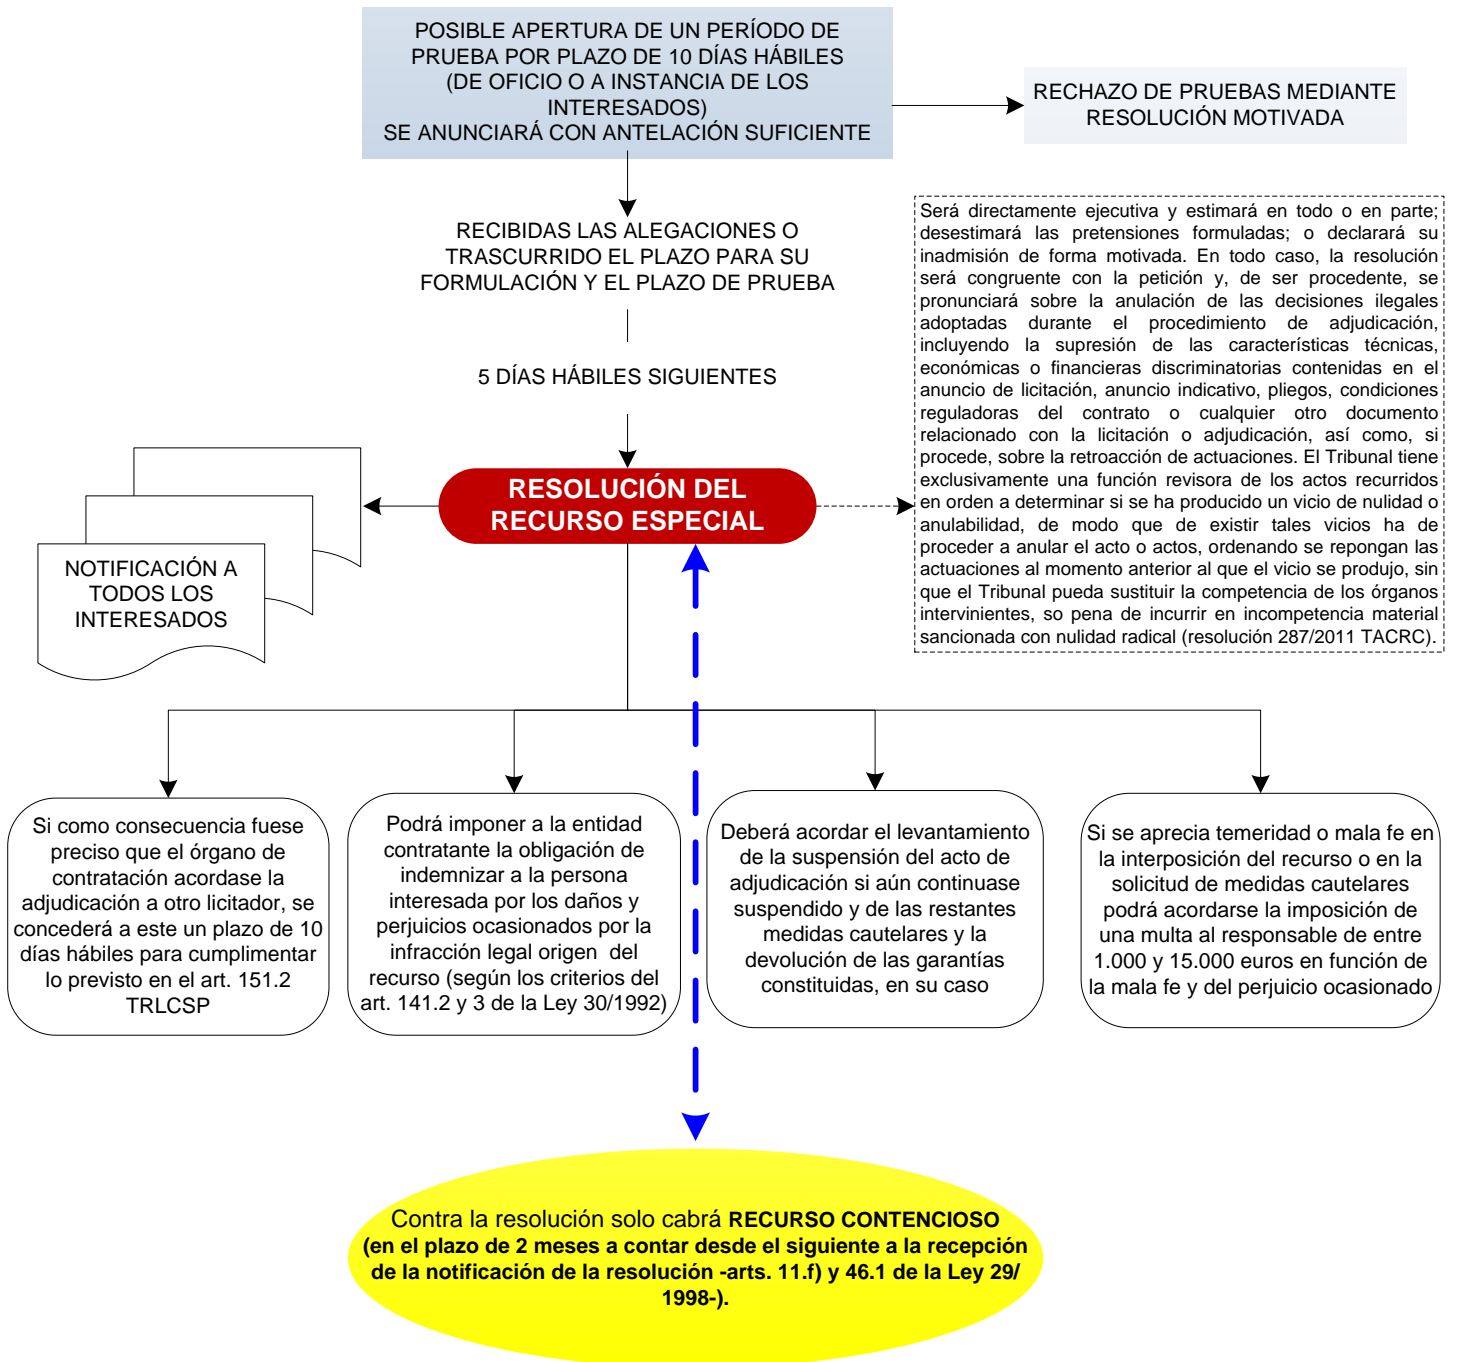 POSIBLE APERTURA DE UN PERÍODO DE
PRUEBA POR PLAZO DE 10 DÍAS HÁBILES
(DE OFICIO O A INSTANCIA DE LOS
INTERESADOS)
SE ANUNCIARÁ CON ANTELACIÓN SUFICIENTE
RECHAZO DE PRUEBAS MEDIANTE
RESOLUCIÓN MOTIVADA
RECIBIDAS LAS ALEGACIONES O
TRASCURRIDO EL PLAZO PARA SU
FORMULACIÓN Y EL PLAZO DE PRUEBA
5 DÍAS HÁBILES SIGUIENTES
Será directamente ejecutiva y estimará en todo o en parte;
desestimará las pretensiones formuladas; o declarará su
inadmisión de forma motivada. En todo caso, la resolución
será congruente con la petición y, de ser procedente, se
pronunciará sobre la anulación de las decisiones ilegales
adoptadas durante el procedimiento de adjudicación,
incluyendo la supresión de las características técnicas,
económicas o financieras discriminatorias contenidas en el
anuncio de licitación, anuncio indicativo, pliegos, condiciones
reguladoras del contrato o cualquier otro documento
relacionado con la licitación o adjudicación, así como, si
procede, sobre la retroacción de actuaciones. El Tribunal tiene
exclusivamente una función revisora de los actos recurridos
en orden a determinar si se ha producido un vicio de nulidad o
anulabilidad, de modo que de existir tales vicios ha de
proceder a anular el acto o actos, ordenando se repongan las
actuaciones al momento anterior al que el vicio se produjo, sin
que el Tribunal pueda sustituir la competencia de los órganos
intervinientes, so pena de incurrir en incompetencia material
sancionada con nulidad radical (resolución 287/2011 TACRC).
RESOLUCIÓN DEL
RECURSO ESPECIAL
NOTIFICACIÓN A
TODOS LOS
INTERESADOS
Si como consecuencia fuese
preciso que el órgano de
contratación acordase la
adjudicación a otro licitador, se
concederá a este un plazo de 10
días hábiles para cumplimentar
lo previsto en el art. 151.2
TRLCSP
Podrá imponer a la entidad
contratante la obligación de
indemnizar a la persona
interesada por los daños y
perjuicios ocasionados por la
infracción legal origen del
recurso (según los criterios del
art. 141.2 y 3 de la Ley 30/1992)
Deberá acordar el levantamiento
de la suspensión del acto de
adjudicación si aún continuase
suspendido y de las restantes
medidas cautelares y la
devolución de las garantías
constituidas, en su caso
Si se aprecia temeridad o mala fe en
la interposición del recurso o en la
solicitud de medidas cautelares
podrá acordarse la imposición de
una multa al responsable de entre
1.000 y 15.000 euros en función de
la mala fe y del perjuicio ocasionado
Contra la resolución solo cabrá RECURSO CONTENCIOSO
(en el plazo de 2 meses a contar desde el siguiente a la recepción
de la notificación de la resolución -arts. 11.f) y 46.1 de la Ley 29/
1998-).